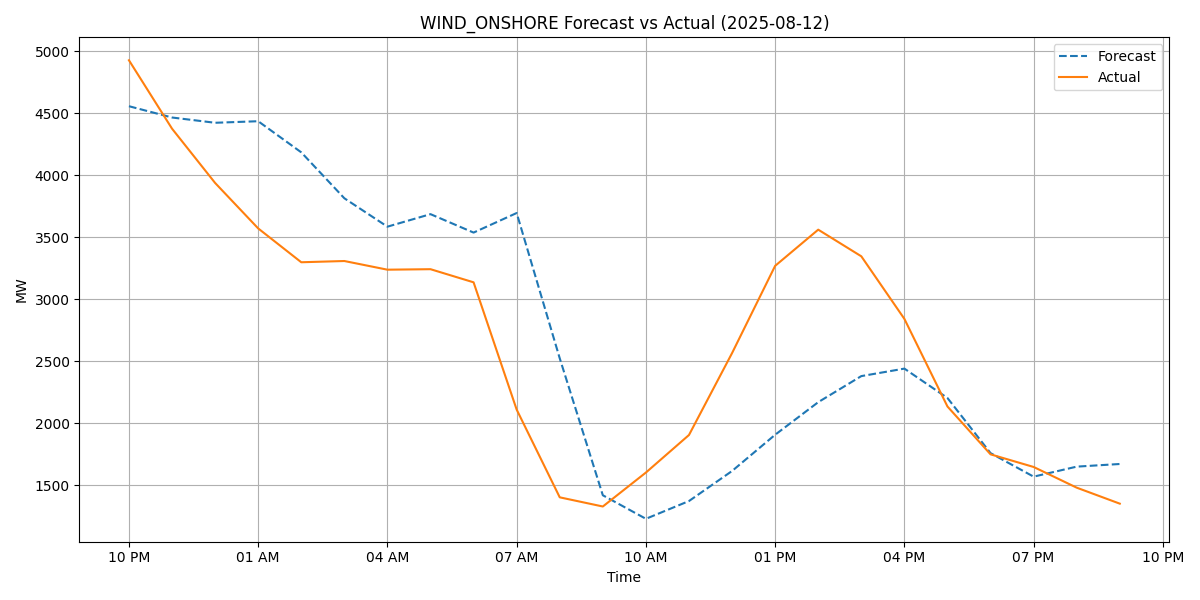 WIND_ONSHORE Forecast vs Actual (2025-08-12)
Forecast
Actual
MW
5000
4500
4000
3500
3000
2500
2000
1500
10 PM 01 AM 04 AM 07 AM 10 AM 01 PM 04 PM 07 PM 10 PM
Time